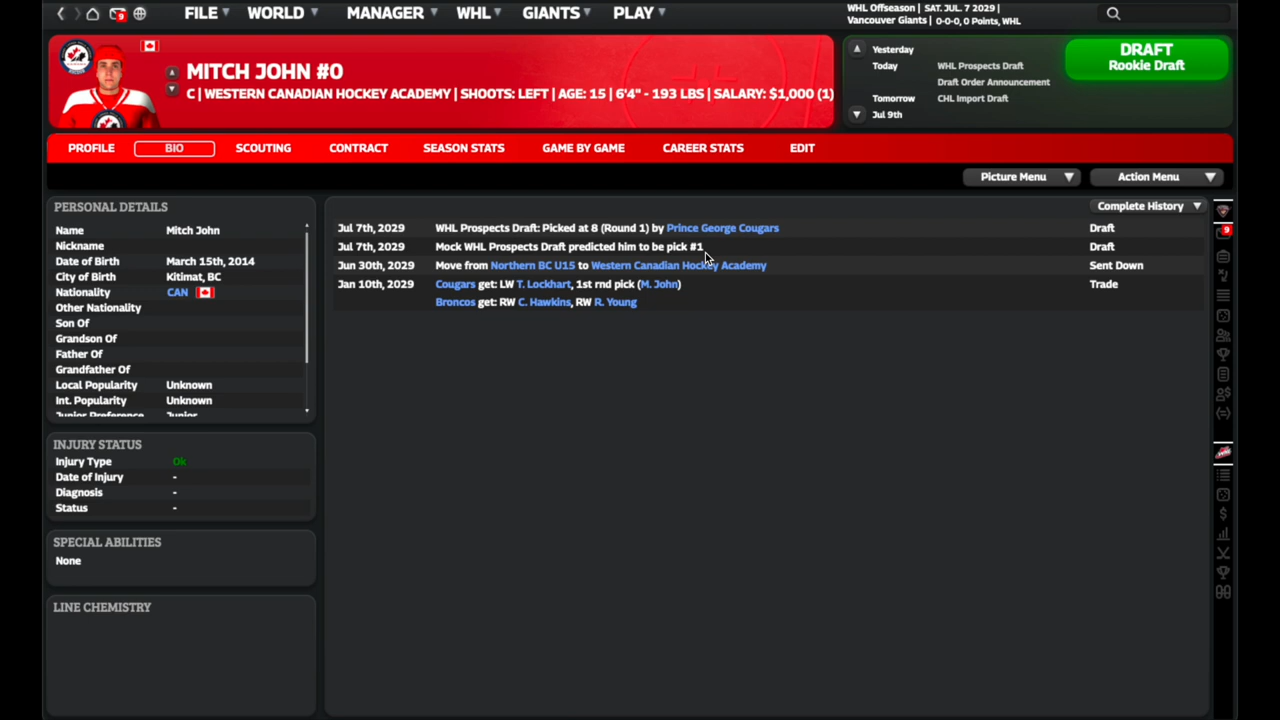 FILE WORLD MANAGER WHL GIANTS PLAY
9
WHL Offseason | SAT. JUL. 7 2029 |
Vancouver Giants | 0-0-0, 0 Points, WHL
MITCH JOHN #0
C | WESTERN CANADIAN HOCKEY ACADEMY | SHOOTS: LEFT | AGE: 15 | 6'4" - 193 LBS | SALARY: $1,000 (1)
Yesterday
Today WHL Prospects Draft
Draft Order Announcement
Tomorrow CHL Import Draft
Jul 9th
DRAFT
Rookie Draft
PROFILE BIO SCOUTING CONTRACT SEASON STATS GAME BY GAME CAREER STATS EDIT
Picture Menu Action Menu
PERSONAL DETAILS
Name Mitch John
Nickname
Date of Birth March 15th, 2014
City of Birth Kitimat, BC
Nationality CAN
Other Nationality
Son Of
Grandson Of
Father Of
Grandfather Of
Local Popularity Unknown
Int. Popularity Unknown
Junior Preference Junior
INJURY STATUS
Injury Type Ok
Date of Injury -
Diagnosis -
Status -
SPECIAL ABILITIES
None
LINE CHEMISTRY
Complete History
Jul 7th, 2029 WHL Prospects Draft: Picked at 8 (Round 1) by Prince George Cougars Draft
Jul 7th, 2029 Mock WHL Prospects Draft predicted him to be pick #1 Draft
Jun 30th, 2029 Move from Northern BC U15 to Western Canadian Hockey Academy Sent Down
Jan 10th, 2029 Cougars get: LW T. Lockhart, 1st rnd pick (M. John) Trade
Broncos get: RW C. Hawkins, RW R. Young
9